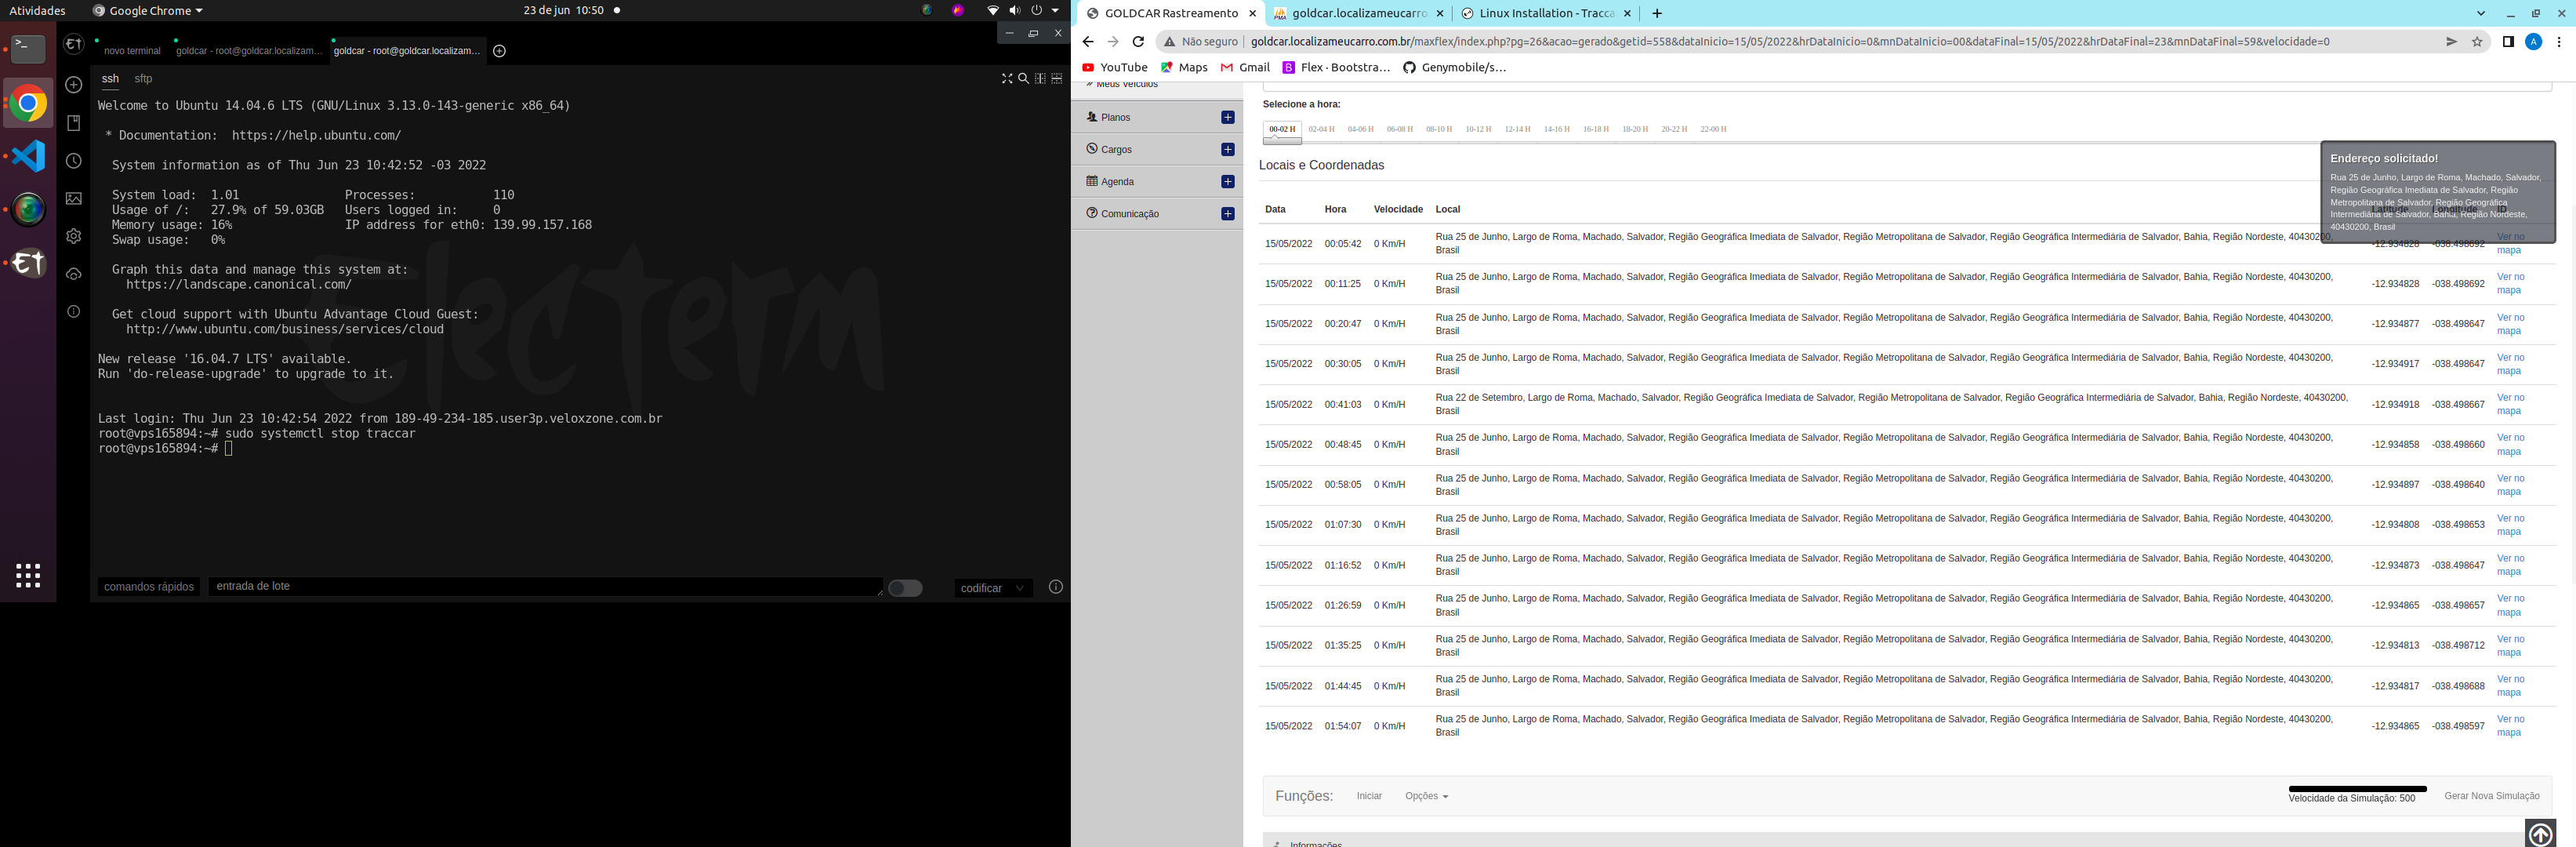 Atividades
Google Chrome
23 de jun 10:50
novo terminal
goldcar - root@goldcar.localizam...
goldcar - root@goldcar.localizam...
ssh
sftp
Welcome to Ubuntu 14.04.6 LTS (GNU/Linux 3.13.0-143-generic x86_64)
* Documentation: https://help.ubuntu.com/
System information as of Thu Jun 23 10:42:52 -03 2022
System load: 1.01 Processes: 110
Usage of /: 27.9% of 59.03GB Users logged in: 0
Memory usage: 16% IP address for eth0: 139.99.157.168
Swap usage: 0%
Graph this data and manage this system at:
https://landscape.canonical.com/
Get cloud support with Ubuntu Advantage Cloud Guest:
http://www.ubuntu.com/business/services/cloud
New release '16.04.7 LTS' available.
Run 'do-release-upgrade' to upgrade to it.
Last login: Thu Jun 23 10:42:54 2022 from 189-49-234-185.user3p.veloxzone.com.br
root@vps165894:~# sudo systemctl stop traccar
root@vps165894:~#
Electerm
comandos rápidos
entrada de lote
codificar
GOLDCAR Rastreamento
goldcar.localizameucarro
Linux Installation - Tracca
Não seguro
goldcar.localizameucarro.com.br/maxflex/index.php?pg=26&acao=gerado&getid=558&dataInicio=15/05/2022&hrDataInicio=0&mnDataInicio=00&dataFinal=15/05/2022&hrDataFinal=23&mnDataFinal=59&velocidade=0
A
YouTube
Maps
Gmail
Flex · Bootstra...
Genymobile/s...
Meus Veículos
Planos
Cargos
Agenda
Comunicação
Selecione a hora:
00-02 H 02-04 H 04-06 H 06-08 H 08-10 H 10-12 H 12-14 H 14-16 H 16-18 H 18-20 H 20-22 H 22-00 H
Locais e Coordenadas
Endereço solicitado!
Rua 25 de Junho, Largo de Roma, Machado, Salvador,
Região Geográfica Imediata de Salvador, Região
Metropolitana de Salvador, Região Geográfica
Intermediária de Salvador, Bahia, Região Nordeste,
40430200, Brasil
Data Hora Velocidade Local Latitude Longitude ID
15/05/2022 00:05:42 0 Km/H Rua 25 de Junho, Largo de Roma, Machado, Salvador, Região Geográfica Imediata de Salvador, Região Metropolitana de Salvador, Região Geográfica Intermediária de Salvador, Bahia, Região Nordeste, 40430200,
Brasil -12.934828 -038.498692 Ver no mapa
15/05/2022 00:11:25 0 Km/H Rua 25 de Junho, Largo de Roma, Machado, Salvador, Região Geográfica Imediata de Salvador, Região Metropolitana de Salvador, Região Geográfica Intermediária de Salvador, Bahia, Região Nordeste, 40430200,
Brasil -12.934828 -038.498692 Ver no mapa
15/05/2022 00:20:47 0 Km/H Rua 25 de Junho, Largo de Roma, Machado, Salvador, Região Geográfica Imediata de Salvador, Região Metropolitana de Salvador, Região Geográfica Intermediária de Salvador, Bahia, Região Nordeste, 40430200,
Brasil -12.934877 -038.498647 Ver no mapa
15/05/2022 00:30:05 0 Km/H Rua 25 de Junho, Largo de Roma, Machado, Salvador, Região Geográfica Imediata de Salvador, Região Metropolitana de Salvador, Região Geográfica Intermediária de Salvador, Bahia, Região Nordeste, 40430200,
Brasil -12.934917 -038.498647 Ver no mapa
15/05/2022 00:41:03 0 Km/H Rua 22 de Setembro, Largo de Roma, Machado, Salvador, Região Geográfica Imediata de Salvador, Região Metropolitana de Salvador, Região Geográfica Intermediária de Salvador, Bahia, Região Nordeste, 40430200,
Brasil -12.934918 -038.498667 Ver no mapa
15/05/2022 00:48:45 0 Km/H Rua 25 de Junho, Largo de Roma, Machado, Salvador, Região Geográfica Imediata de Salvador, Região Metropolitana de Salvador, Região Geográfica Intermediária de Salvador, Bahia, Região Nordeste, 40430200,
Brasil -12.934858 -038.498660 Ver no mapa
15/05/2022 00:58:05 0 Km/H Rua 25 de Junho, Largo de Roma, Machado, Salvador, Região Geográfica Imediata de Salvador, Região Metropolitana de Salvador, Região Geográfica Intermediária de Salvador, Bahia, Região Nordeste, 40430200,
Brasil -12.934897 -038.498640 Ver no mapa
15/05/2022 01:07:30 0 Km/H Rua 25 de Junho, Largo de Roma, Machado, Salvador, Região Geográfica Imediata de Salvador, Região Metropolitana de Salvador, Região Geográfica Intermediária de Salvador, Bahia, Região Nordeste, 40430200,
Brasil -12.934808 -038.498653 Ver no mapa
15/05/2022 01:16:52 0 Km/H Rua 25 de Junho, Largo de Roma, Machado, Salvador, Região Geográfica Imediata de Salvador, Região Metropolitana de Salvador, Região Geográfica Intermediária de Salvador, Bahia, Região Nordeste, 40430200,
Brasil -12.934873 -038.498647 Ver no mapa
15/05/2022 01:26:59 0 Km/H Rua 25 de Junho, Largo de Roma, Machado, Salvador, Região Geográfica Imediata de Salvador, Região Metropolitana de Salvador, Região Geográfica Intermediária de Salvador, Bahia, Região Nordeste, 40430200,
Brasil -12.934865 -038.498657 Ver no mapa
15/05/2022 01:35:25 0 Km/H Rua 25 de Junho, Largo de Roma, Machado, Salvador, Região Geográfica Imediata de Salvador, Região Metropolitana de Salvador, Região Geográfica Intermediária de Salvador, Bahia, Região Nordeste, 40430200,
Brasil -12.934813 -038.498712 Ver no mapa
15/05/2022 01:44:45 0 Km/H Rua 25 de Junho, Largo de Roma, Machado, Salvador, Região Geográfica Imediata de Salvador, Região Metropolitana de Salvador, Região Geográfica Intermediária de Salvador, Bahia, Região Nordeste, 40430200,
Brasil -12.934817 -038.498688 Ver no mapa
15/05/2022 01:54:07 0 Km/H Rua 25 de Junho, Largo de Roma, Machado, Salvador, Região Geográfica Imediata de Salvador, Região Metropolitana de Salvador, Região Geográfica Intermediária de Salvador, Bahia, Região Nordeste, 40430200,
Brasil -12.934865 -038.498597 Ver no mapa
Funções: Iniciar Opções
Velocidade da Simulação: 500
Gerar Nova Simulação
Informações